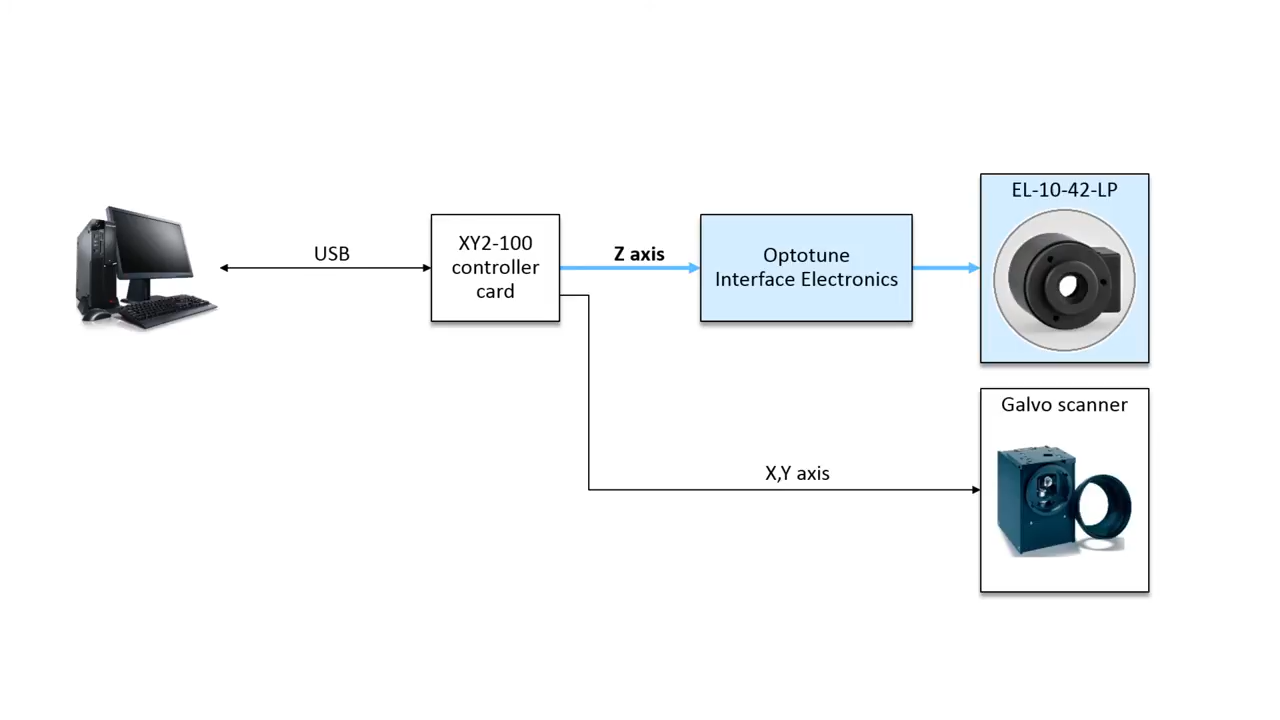 USB
XY2-100
controller
card
Z axis
Optotune
Interface Electronics
EL-10-42-LP
Galvo scanner
X,Y axis